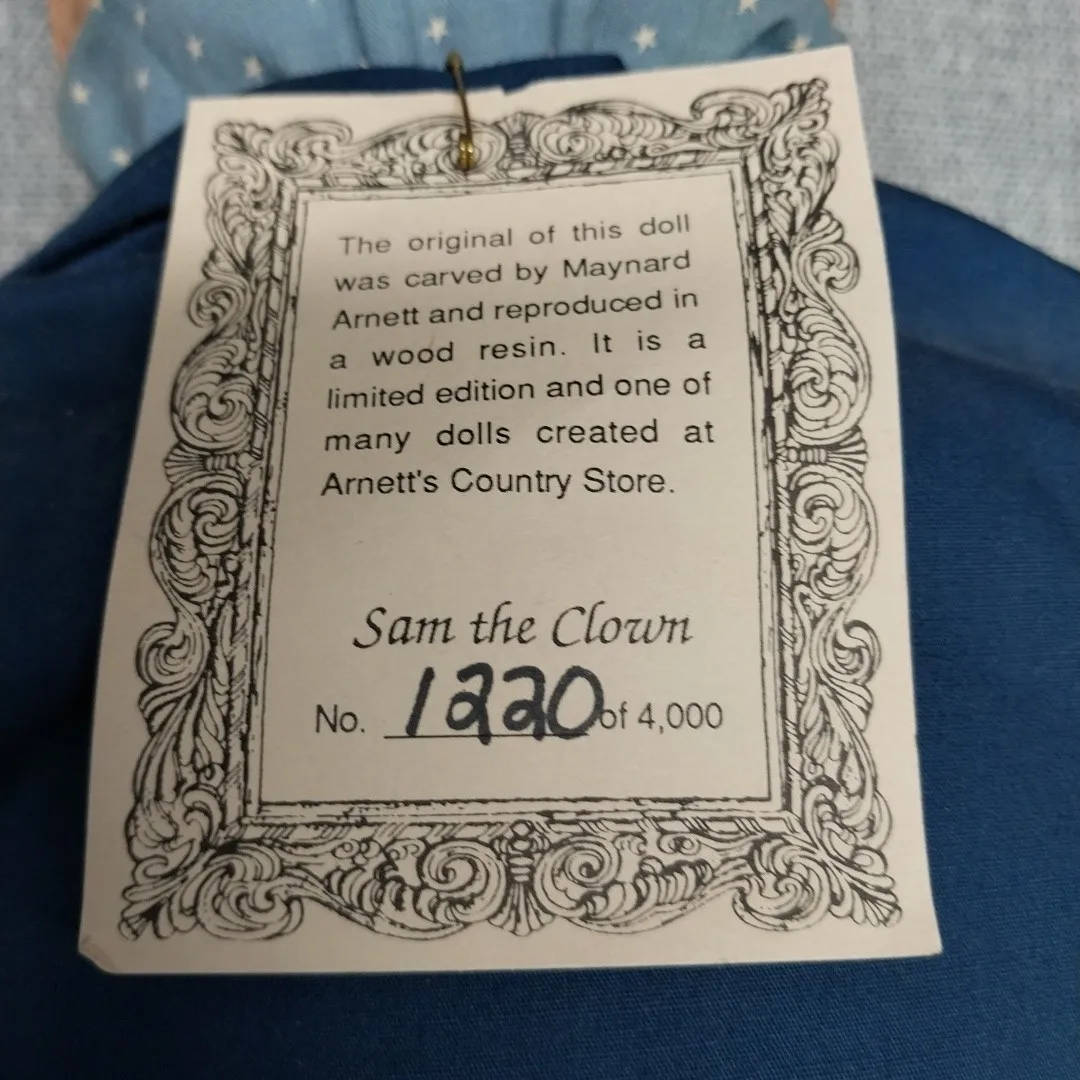 The original of this doll
was carved by Maynard
Arnett and reproduced in
a wood resin. It is a
limited edition and one of
many dolls created at
Arnett's Country Store.
Sam the Clown
No. 1220 of 4,000